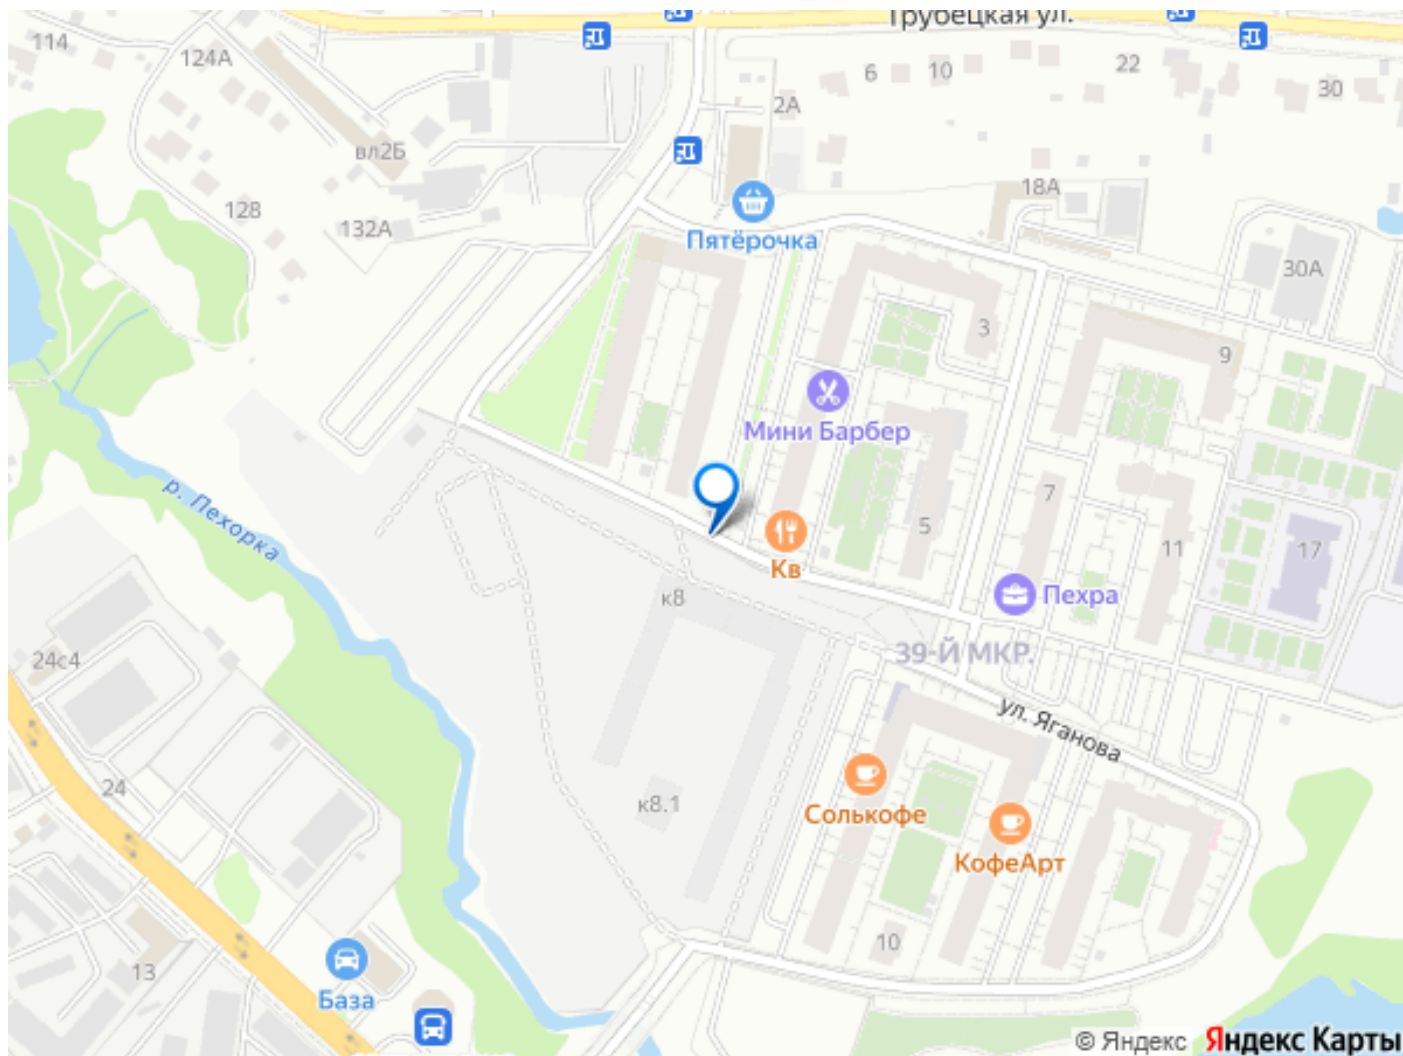 Трубецкая ул.
114
124А
6
10
22
30
2А
вл2Б
18А
128
132А
Пятёрочка
30А
3
9
Мини Барбер
р. Пехорка
7
5
11
17
Кв
к8
Пехра
39-Й МКР.
24с4
ул. Яганова
24
к8.1
Солькофе
КофеАрт
10
13
База
© Яндекс Яндекс Карты